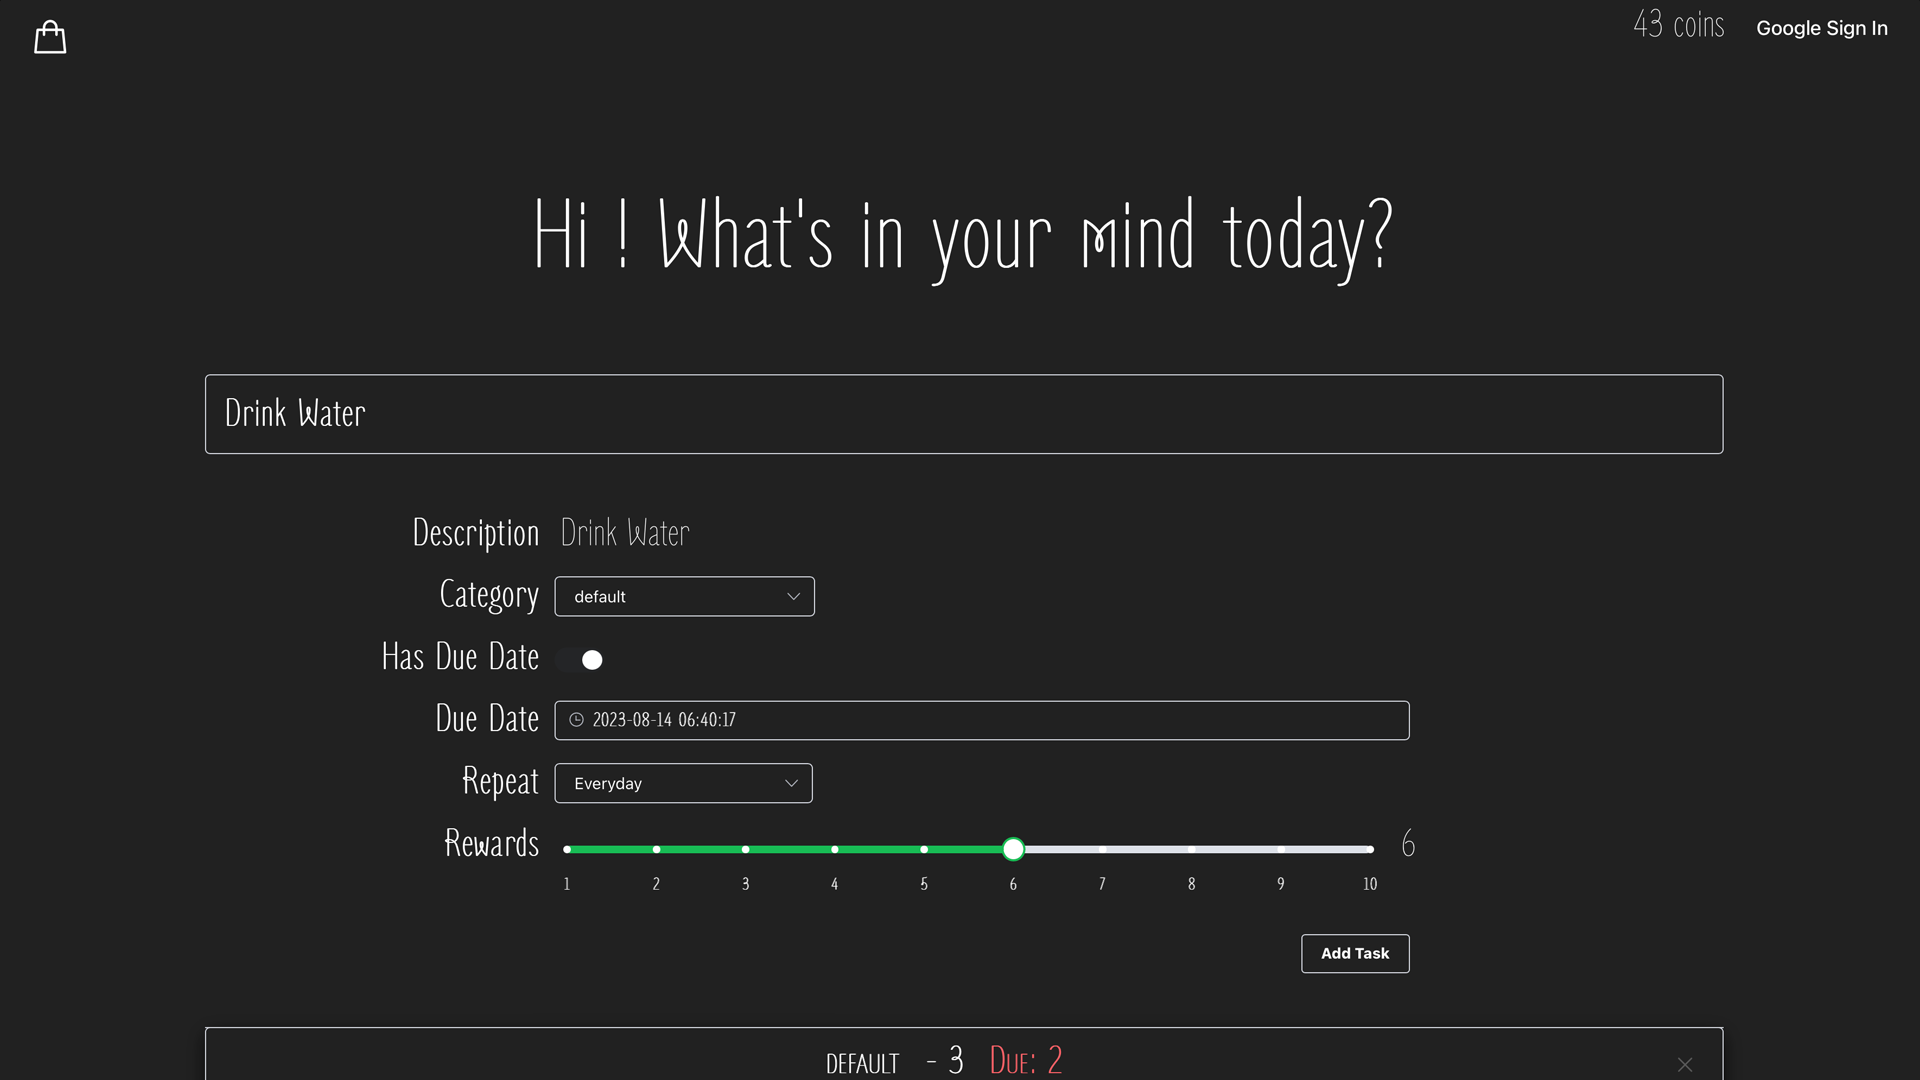 43 coins Google Sign In
Hi ! What's in your mind today?
Drink Water
Description Drink Water
Category default
Has Due Date
Due Date 2023-08-14 06:40:17
Repeat Everyday
Rewards 6
1 2 3 4 5 6 7 8 9 10
Add Task
DEFAULT - 3 DUE: 2